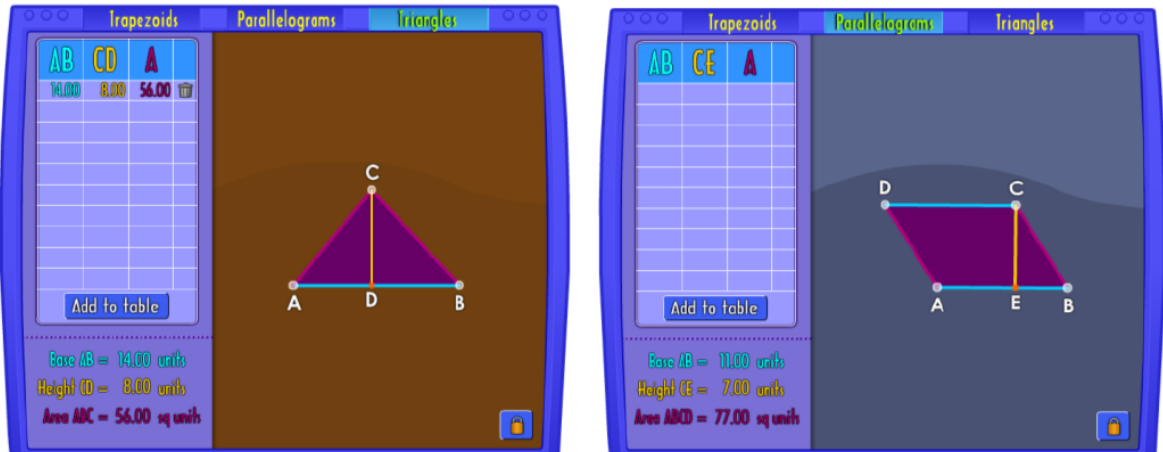 Trapezoids Parallelograms Triangles
AB CD A
14.00 8.00 56.00
C
A D B
Add to table
Base AB = 14.00 units
Height CD = 8.00 units
Area ABC = 56.00 sq units
Trapezoids Parallelograms Triangles
AB CE A
D C
A E B
Add to table
Base AB = 11.00 units
Height CE = 7.00 units
Area ABCD = 77.00 sq units